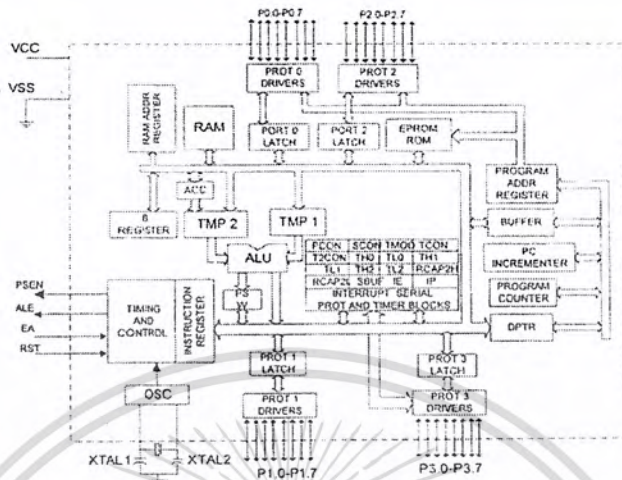 P0.0-P0.7
P2.0-P2.7
VCC
VSS
PROT 0
DRIVERS
PROT 2
DRIVERS
RAM ADDR
REGISTER
RAM
PORT 0
LATCH
PORT 2
LATCH
EPROM
ROM
PROGRAM
ADDR
REGISTER
ACC
B
REGISTER
TMP 2
TMP 1
BUFFER
ALU
PCON SCON TMOD TCON
T2CON TH0 TL0 TH1
TL1 TH2 TL2 RCAP2H
RCAP2L SBUF IE IP
INTERRUPT SERIAL
PROT AND TIMER BLOCKS
PC
INCREMENTER
PROGRAM
COUNTER
PS
W
PSEN
ALE
EA
RST
TIMING
AND
CONTROL
INSTRUCTION
REGISTER
DPTR
PROT 1
LATCH
PROT 3
LATCH
OSC
PROT 1
DRIVERS
PROT 3
DRIVERS
XTAL1
XTAL2
P1.0-P1.7
P3.0-P3.7